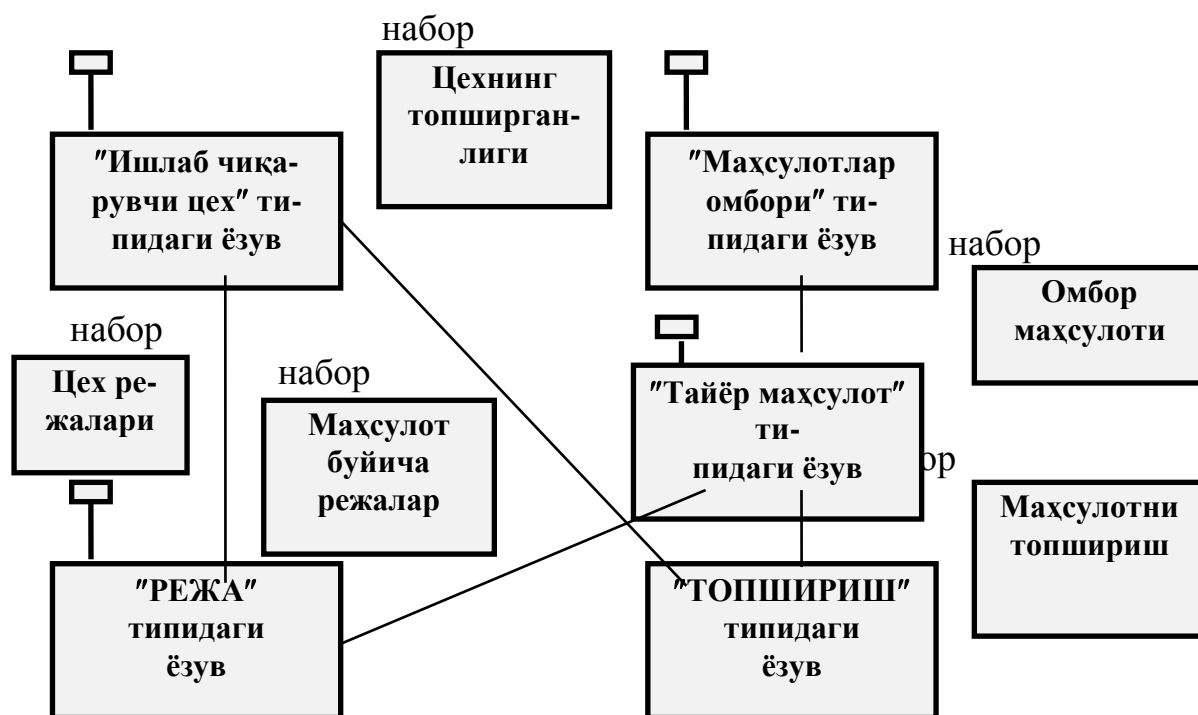 набор
Цехнинг
топширган-
лиги
"Ишлаб чиқа-
рувчи цех" ти-
пидаги ёзув
"Маҳсулотлар
омбори" ти-
пидаги ёзув
набор
Омбор
маҳсулоти
набор
Цех ре-
жалари
набор
Маҳсулот
буйича
режалар
"Тайёр маҳсулот"
ти-
пидаги ёзув
Маҳсулотни
топшириш
"РЕЖА"
типидаги
ёзув
"ТОПШИРИШ"
типидаги
ёзув